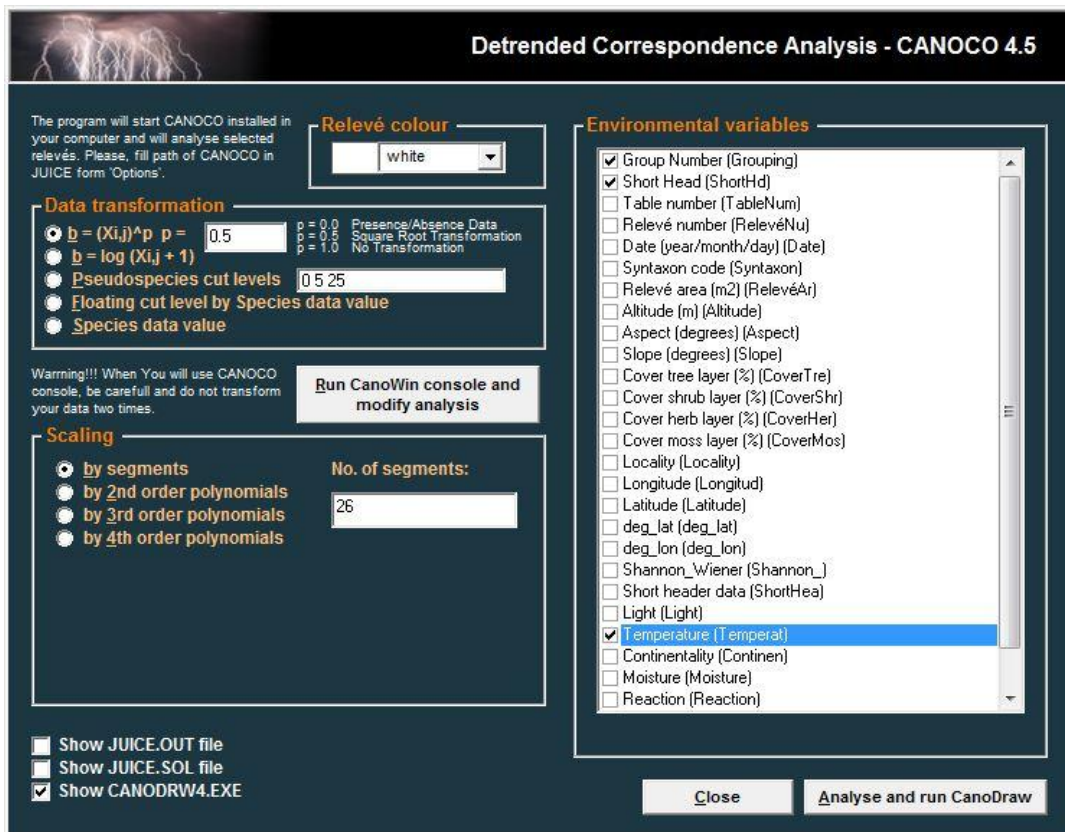 Detrended Correspondence Analysis - CANOCO 4.5
The program will start CANOCO installed in
your computer and will analyse selected
relevés. Please, fill path of CANOCO in
JUICE form 'Options'.
Relevé colour
white
Data transformation
b = (Xi,j)^p p = 0.5
p = 0.0 Presence/Absence Data
p = 0.5 Square Root Transformation
p = 1.0 No Transformation
b = log (Xi,j + 1)
Pseudospecies cut levels 0 5 25
Floating cut level by Species data value
Species data value
Warrning!!! When You will use CANOCO
console, be carefull and do not transform
your data two times.
Run CanoWin console and
modify analysis
Scaling
by segments
by 2nd order polynomials
by 3rd order polynomials
by 4th order polynomials
No. of segments:
26
Show JUICE.OUT file
Show JUICE.SOL file
Show CANODRW4.EXE
Environmental variables
Group Number (Grouping)
Short Head (ShortHd)
Table number (TableNum)
Relevé number (RelevéNu)
Date (year/month/day) (Date)
Syntaxon code (Syntaxon)
Relevé area (m2) (RelevéAr)
Altitude (m) (Altitude)
Aspect (degrees) (Aspect)
Slope (degrees) (Slope)
Cover tree layer (%) (CoverTre)
Cover shrub layer (%) (CoverShr)
Cover herb layer (%) (CoverHer)
Cover moss layer (%) (CoverMos)
Locality (Locality)
Longitude (Longitud)
Latitude (Latitude)
deg_lat (deg_lat)
deg_lon (deg_lon)
Shannon_Wiener (Shannon_)
Short header data (ShortHea)
Light (Light)
Temperature (Temperat)
Continentality (Continen)
Moisture (Moisture)
Reaction (Reaction)
Close
Analyse and run CanoDraw